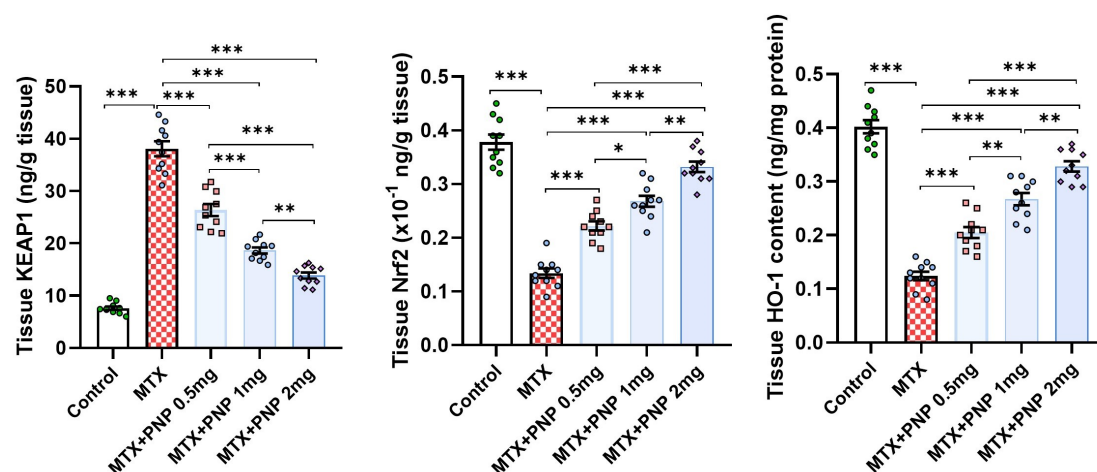 Tissue KEAP1 (ng/g tissue)
50
40
30
20
10
0
***
***
***
***
***
***
**
Control
MTX
MTX+PNP 0.5mg
MTX+PNP 1mg
MTX+PNP 2mg
Tissue Nrf2 (x10⁻¹ ng/g tissue)
0.5
0.4
0.3
0.2
0.1
0.0
***
***
***
***
**
*
***
Control
MTX
MTX+PNP 0.5mg
MTX+PNP 1mg
MTX+PNP 2mg
Tissue HO-1 content (ng/mg protein)
0.5
0.4
0.3
0.2
0.1
0.0
***
***
***
***
**
**
***
Control
MTX
MTX+PNP 0.5mg
MTX+PNP 1mg
MTX+PNP 2mg